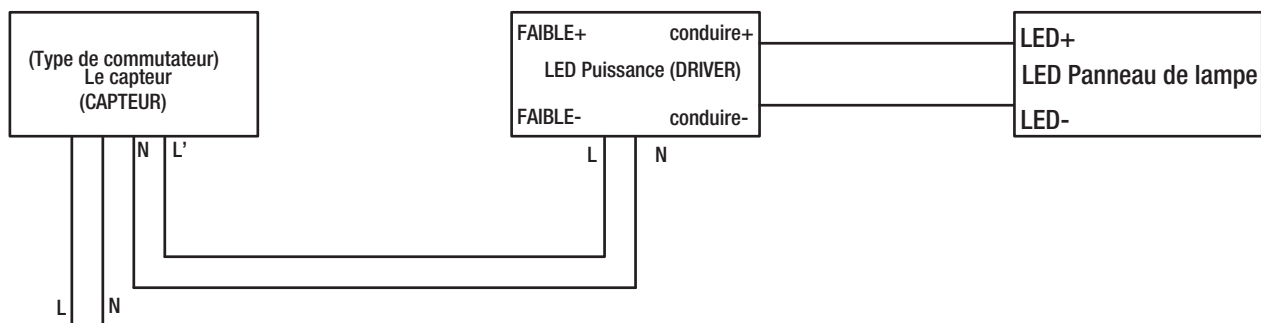 (Type de commutateur)
Le capteur
(CAPTEUR)
N L'
L N
FAIBLE+ conduire+
LED Puissance (DRIVER)
FAIBLE- conduire-
L N
LED+
LED Panneau de lampe
LED-